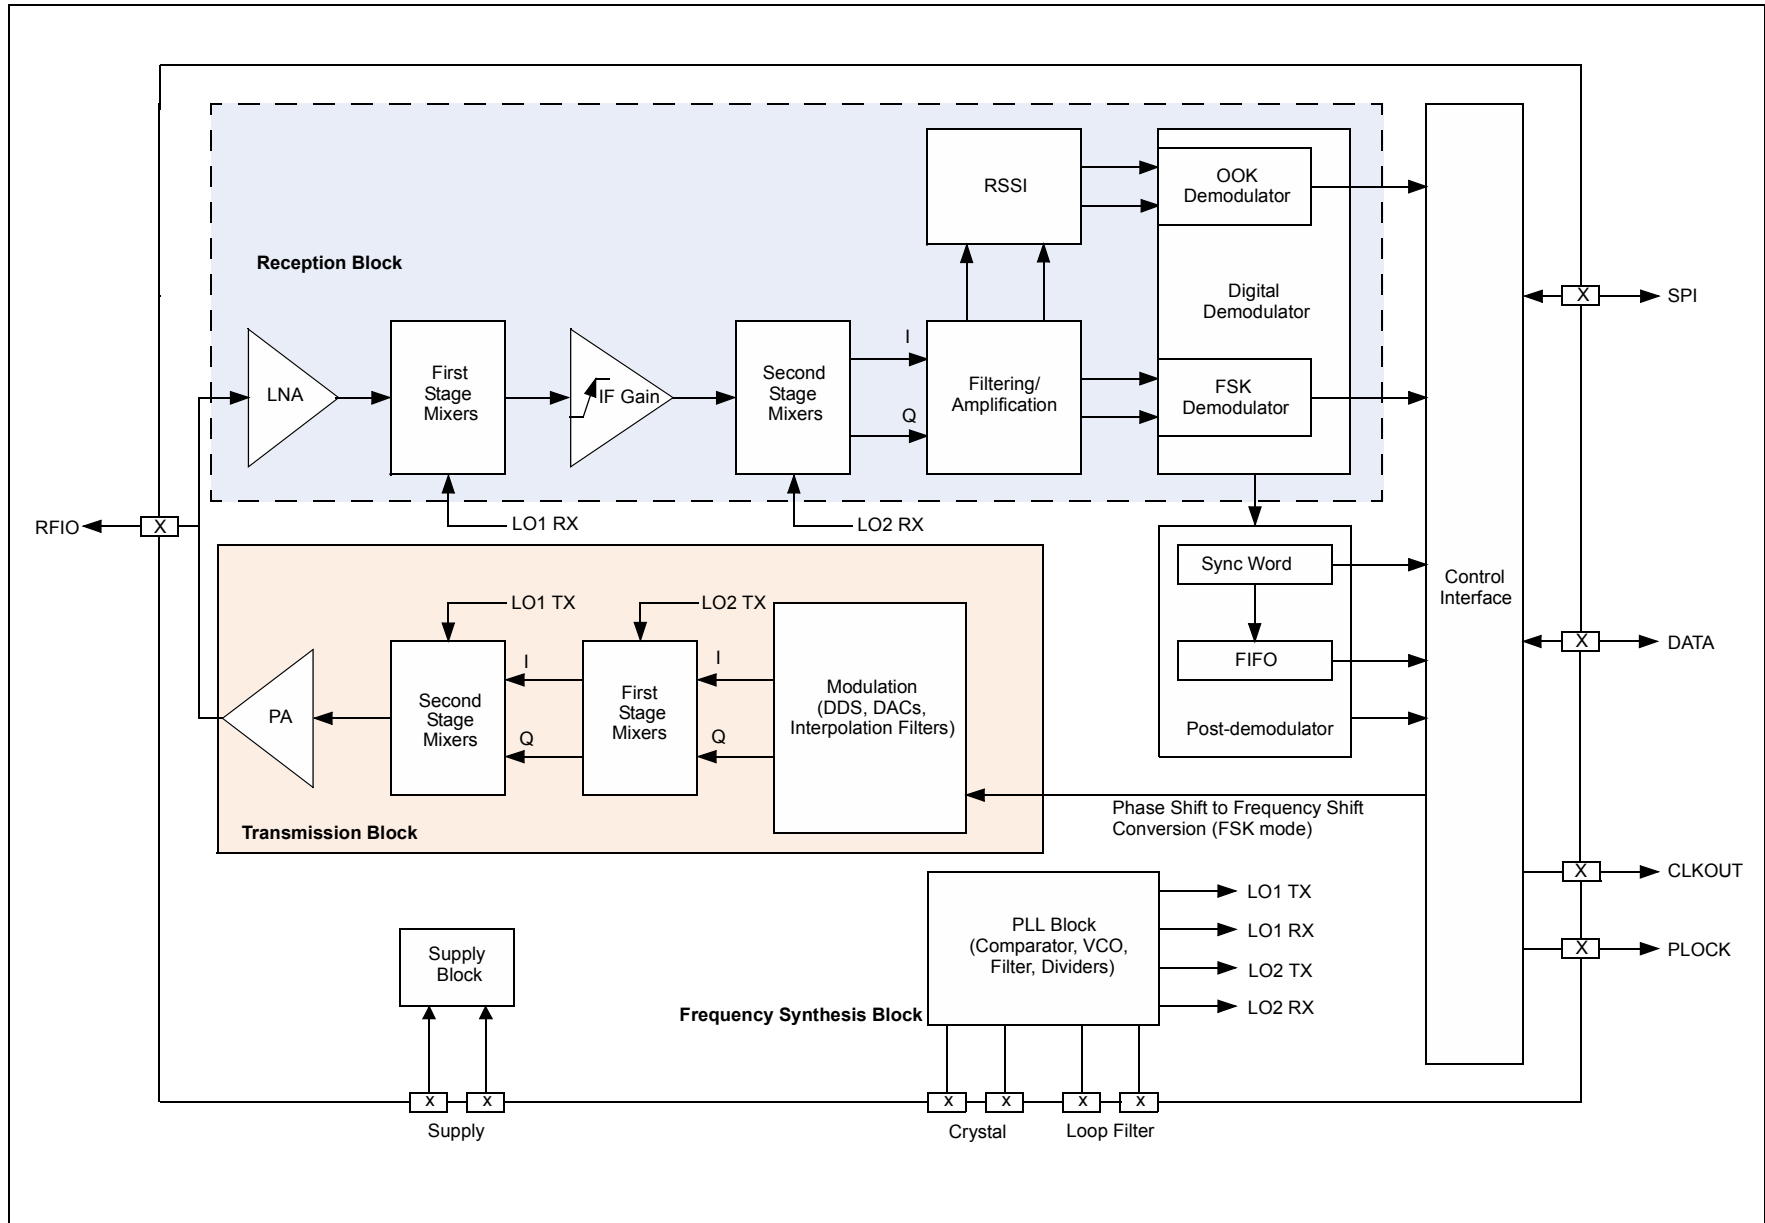 RSSI
OOK
Demodulator
Reception Block
Digital
Demodulator
SPI
LNA
First
Stage
Mixers
IF Gain
Second
Stage
Mixers
I
Q
Filtering/
Amplification
FSK
Demodulator
RFIO
X
LO1 RX
LO2 RX
X
Sync Word
Control
Interface
LO1 TX
LO2 TX
X
DATA
FIFO
PA
Second
Stage
Mixers
I
Q
First
Stage
Mixers
I
Q
Modulation
(DDS, DACs,
Interpolation Filters)
Post-demodulator
Transmission Block
Phase Shift to Frequency Shift
Conversion (FSK mode)
X
CLKOUT
PLL Block
(Comparator, VCO,
Filter, Dividers)
LO1 TX
LO1 RX
LO2 TX
LO2 RX
X
PLOCK
Supply
Block
Frequency Synthesis Block
x
x
x
x
x
x
Supply
Crystal
Loop Filter